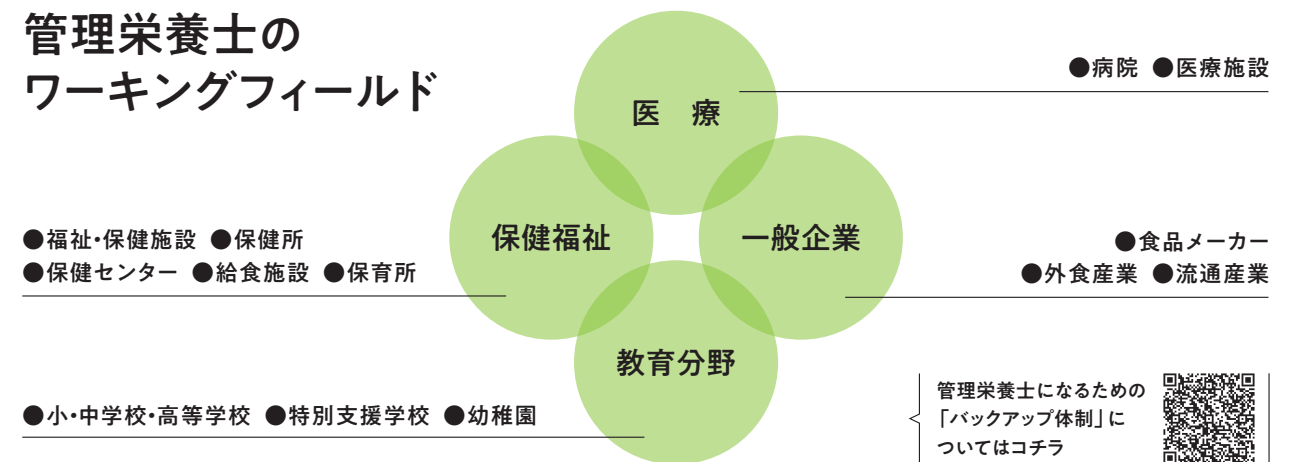 管理栄養士の
ワーキングフィールド
医　療
●病院 ●医療施設
保健福祉
●福祉・保健施設 ●保健所
●保健センター ●給食施設 ●保育所
一般企業
●食品メーカー
●外食産業 ●流通産業
教育分野
●小・中学校・高等学校 ●特別支援学校 ●幼稚園
管理栄養士になるための
「バックアップ体制」に
ついてはコチラ